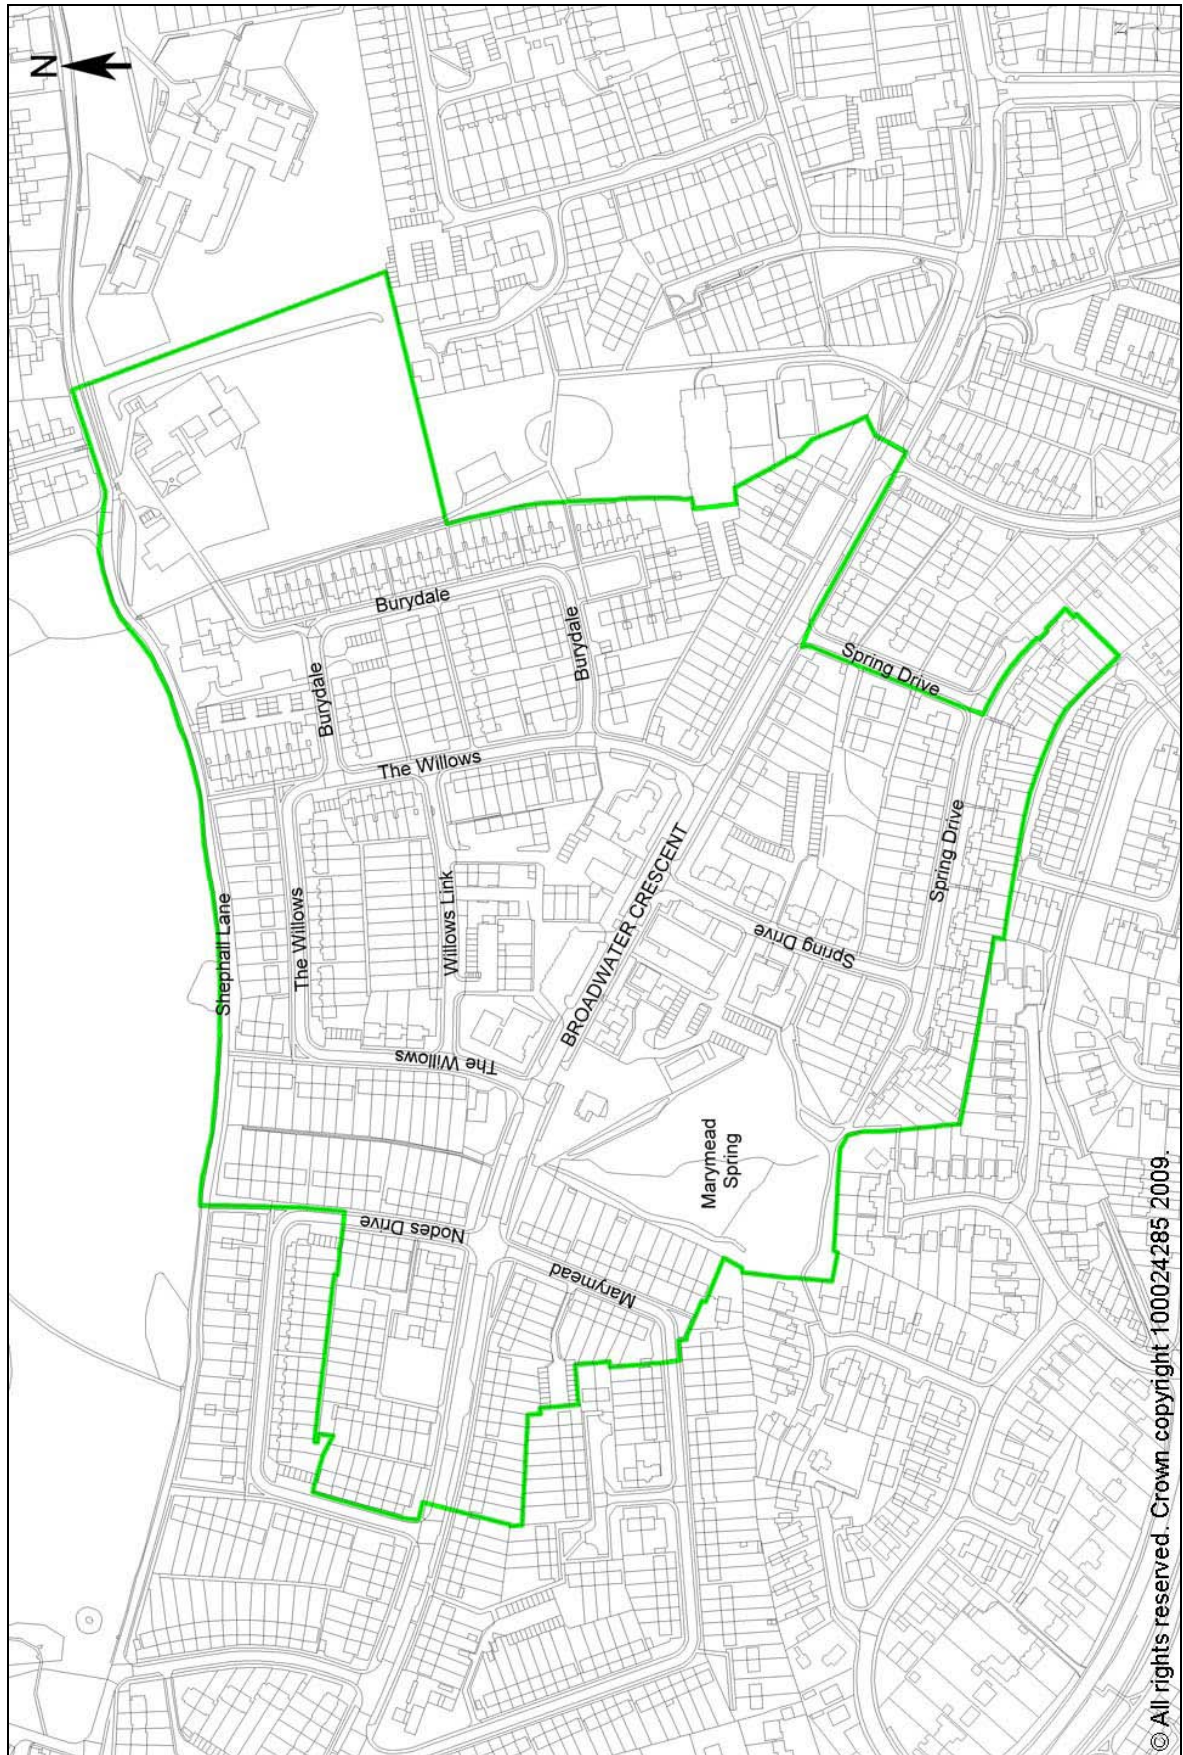 N
Burydale
Burydale
Burydale
Spring Drive
The Willows
Spring Drive
The Willows
Willows Link
BROADWATER CRESCENT
Shephall Lane
Spring Drive
The Willows
Marymead
Spring
Nodes Drive
Marymead
© All rights reserved. Crown copyright 100024285 2009.